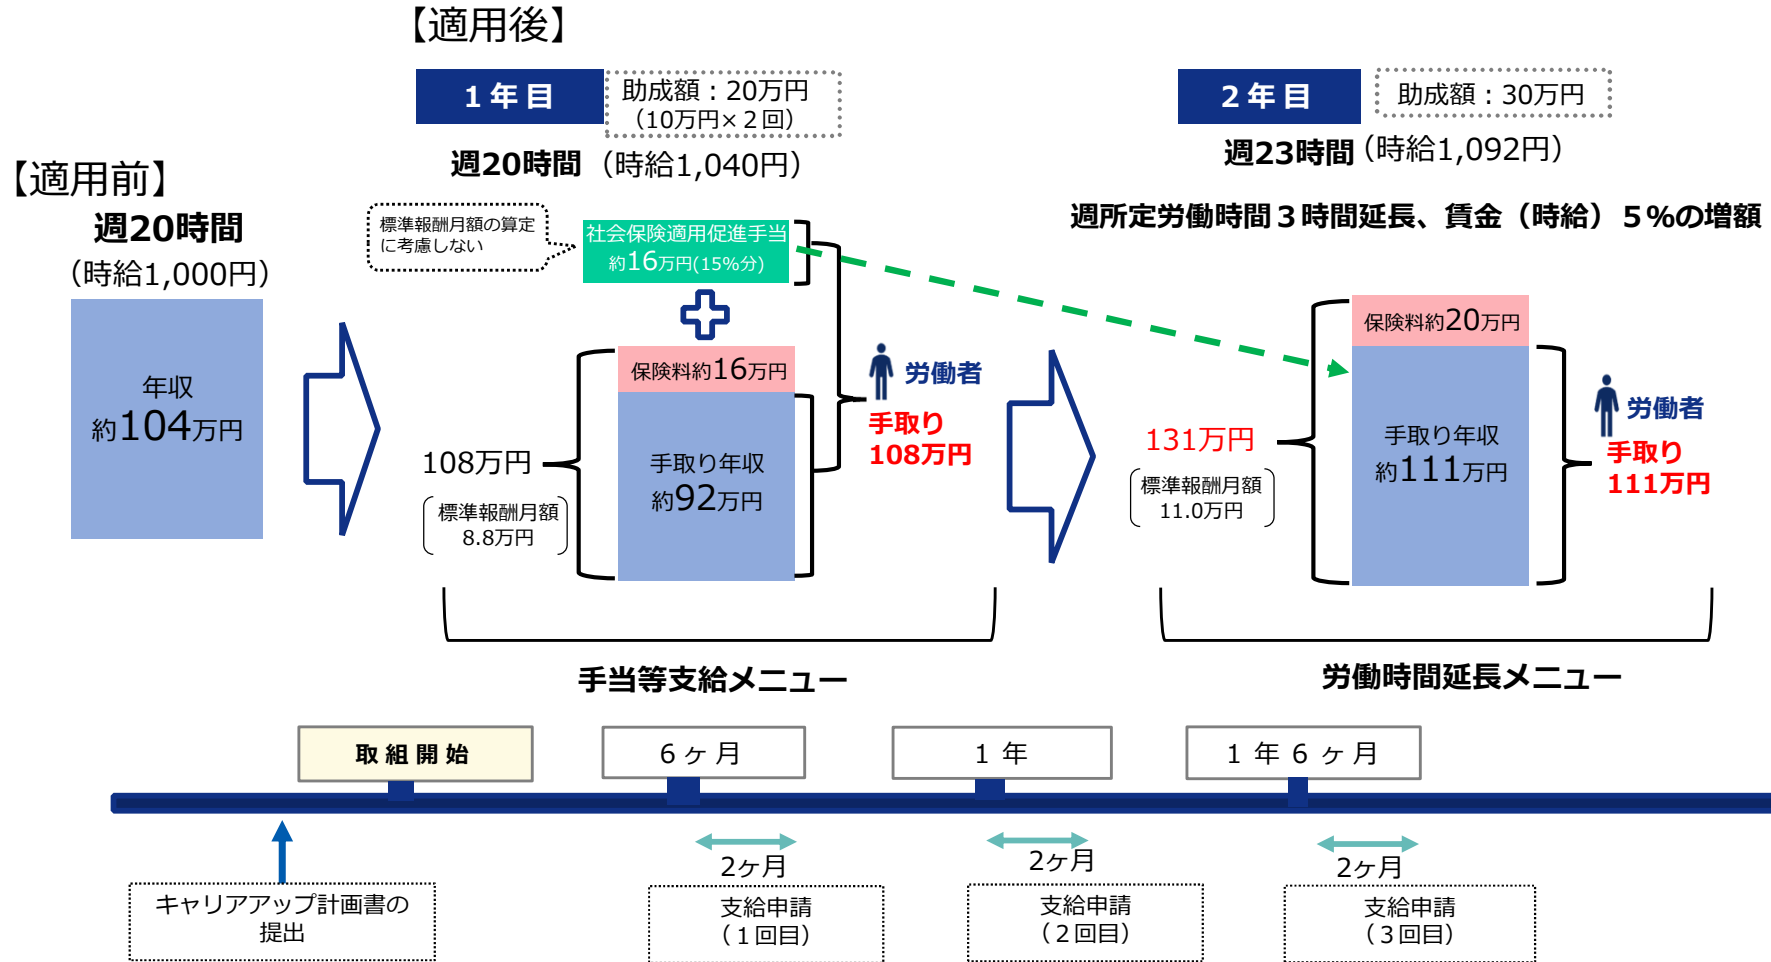 【適用後】
1年目
助成額：20万円
（10万円×２回）
週20時間（時給1,040円）
2年目
助成額：30万円
週23時間（時給1,092円）
週所定労働時間３時間延長、賃金（時給）５%の増額
【適用前】
週20時間
（時給1,000円）
年収
約104万円
標準報酬月額の算定
に考慮しない
社会保険適用促進手当
約16万円(15%分)
保険料約16万円
手取り年収
約92万円
108万円
標準報酬月額
8.8万円
労働者
手取り
108万円
保険料約20万円
手取り年収
約111万円
131万円
標準報酬月額
11.0万円
労働者
手取り
111万円
手当等支給メニュー
労働時間延長メニュー
取組開始
6ヶ月
1年
1年6ヶ月
2ヶ月
2ヶ月
2ヶ月
キャリアアップ計画書の
提出
支給申請
（１回目）
支給申請
（２回目）
支給申請
（３回目）